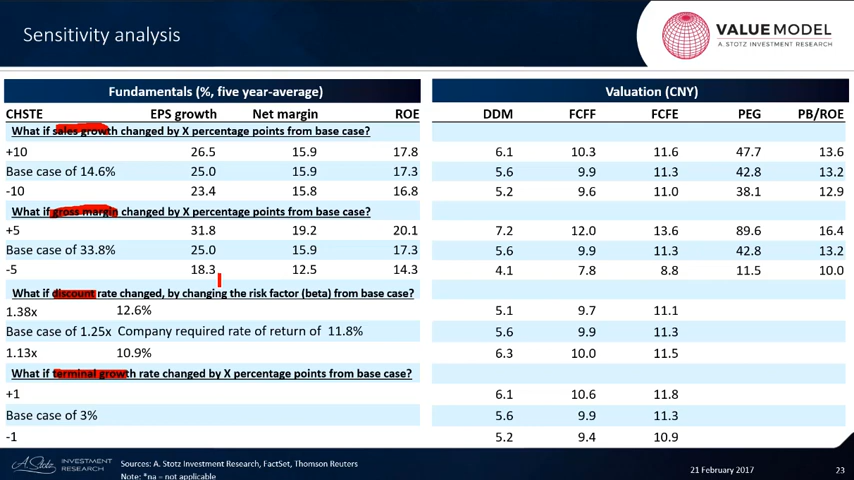 Sensitivity analysis
VALUE MODEL
A. STOTZ INVESTMENT RESEARCH
Fundamentals (%, five year-average) Valuation (CNY)
CHSTE EPS growth Net margin ROE DDM FCFF FCFE PEG PB/ROE
What if sales growth changed by X percentage points from base case?
+10 26.5 15.9 17.8 6.1 10.3 11.6 47.7 13.6
Base case of 14.6% 25.0 15.9 17.3 5.6 9.9 11.3 42.8 13.2
-10 23.4 15.8 16.8 5.2 9.6 11.0 38.1 12.9
What if gross margin changed by X percentage points from base case?
+5 31.8 19.2 20.1 7.2 12.0 13.6 89.6 16.4
Base case of 33.8% 25.0 15.9 17.3 5.6 9.9 11.3 42.8 13.2
-5 18.3 12.5 14.3 4.1 7.8 8.8 11.5 10.0
What if discount rate changed, by changing the risk factor (beta) from base case?
1.38x 12.6% 5.1 9.7 11.1
Base case of 1.25x Company required rate of return of 11.8% 5.6 9.9 11.3
1.13x 10.9% 6.3 10.0 11.5
What if terminal growth rate changed by X percentage points from base case?
+1 6.1 10.6 11.8
Base case of 3% 5.6 9.9 11.3
-1 5.2 9.4 10.9
A. Stotz INVESTMENT RESEARCH
Sources: A. Stotz Investment Research, FactSet, Thomson Reuters
Note: *na – not applicable
21 February 2017 23